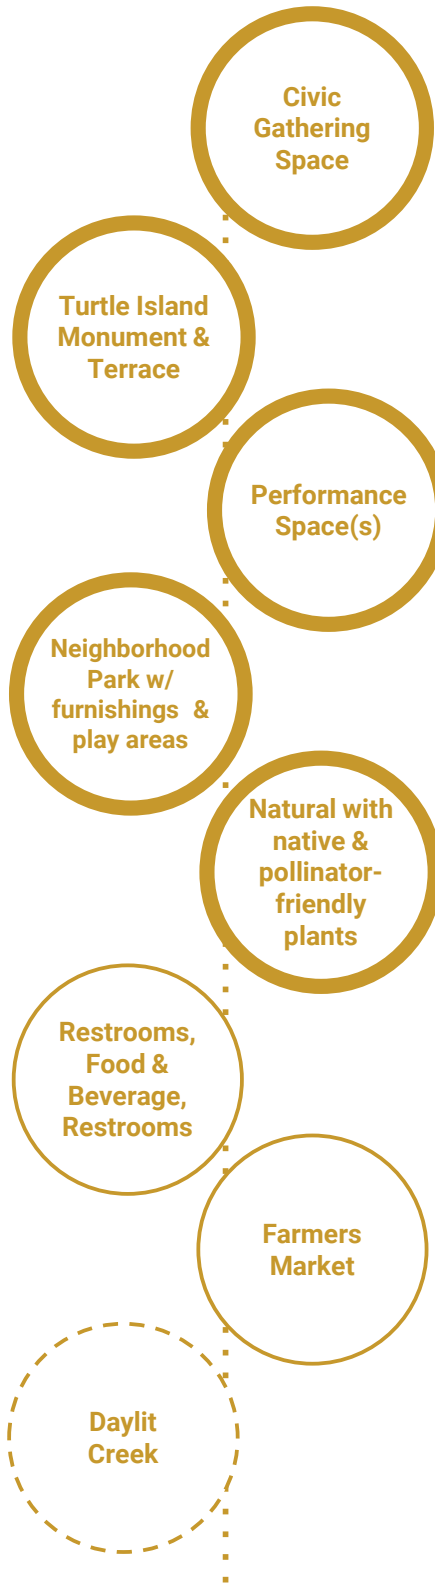 Civic
Gathering
Space
Turtle Island
Monument &
Terrace
Performance
Space(s)
Neighborhood
Park w/
furnishings &
play areas
Natural with
native &
pollinator-
friendly
plants
Restrooms,
Food &
Beverage,
Restrooms
Farmers
Market
Daylit
Creek